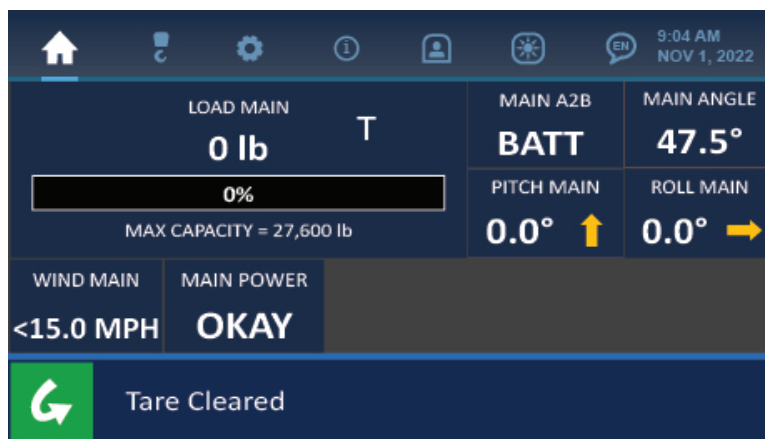 EN
9:04 AM
NOV 1, 2022
LOAD MAIN
0 lb
T
0%
MAX CAPACITY = 27,600 lb
MAIN A2B
BATT
MAIN ANGLE
47.5°
PITCH MAIN
0.0°
ROLL MAIN
0.0°
WIND MAIN
<15.0 MPH
MAIN POWER
OKAY
Tare Cleared